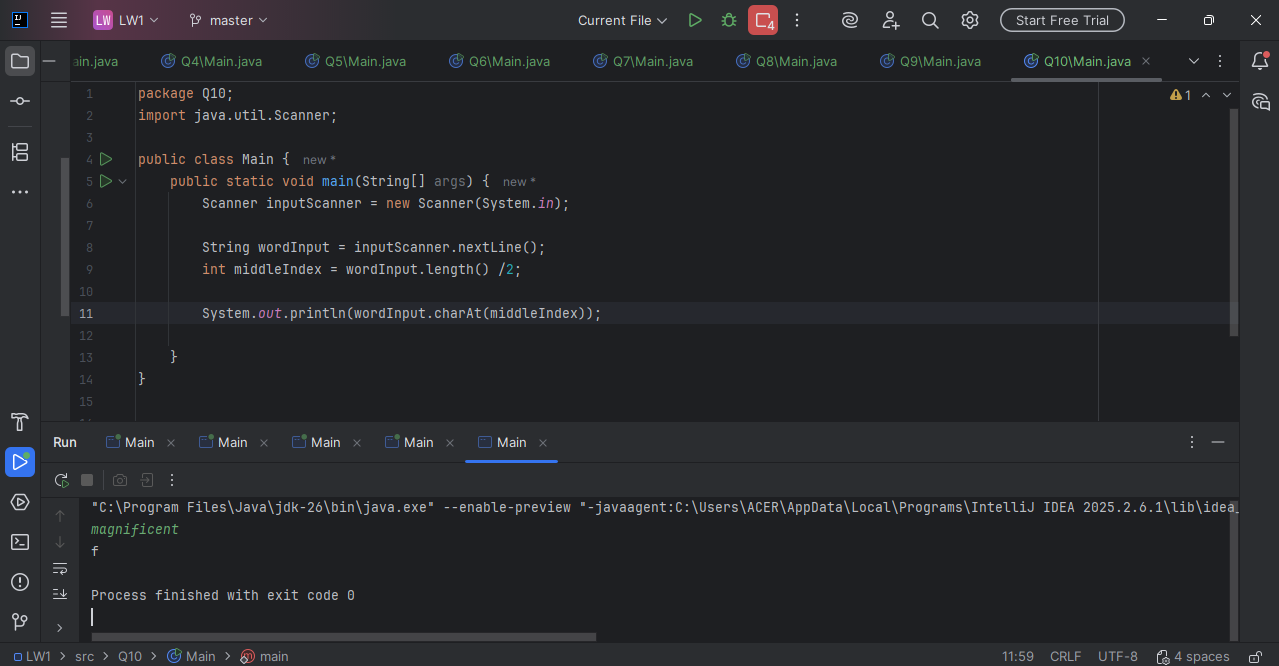 LW LW1 master Current File 4 Start Free Trial
ain.java Q4\Main.java Q5\Main.java Q6\Main.java Q7\Main.java Q8\Main.java Q9\Main.java Q10\Main.java
1 package Q10; 1
2 import java.util.Scanner;
3
4 public class Main { new *
5 public static void main(String[] args) { new *
6 Scanner inputScanner = new Scanner(System.in);
7
8 String wordInput = inputScanner.nextLine();
9 int middleIndex = wordInput.length() /2;
10
11 System.out.println(wordInput.charAt(middleIndex));
12
13 }
14 }
15
Run Main Main Main Main Main
"C:\Program Files\Java\jdk-26\bin\java.exe" --enable-preview "-javaagent:C:\Users\ACER\AppData\Local\Programs\IntelliJ IDEA 2025.2.6.1\lib\idea_
magnificent
f
Process finished with exit code 0
LW1 > src > Q10 > Main > main 11:59 CRLF UTF-8 4 spaces